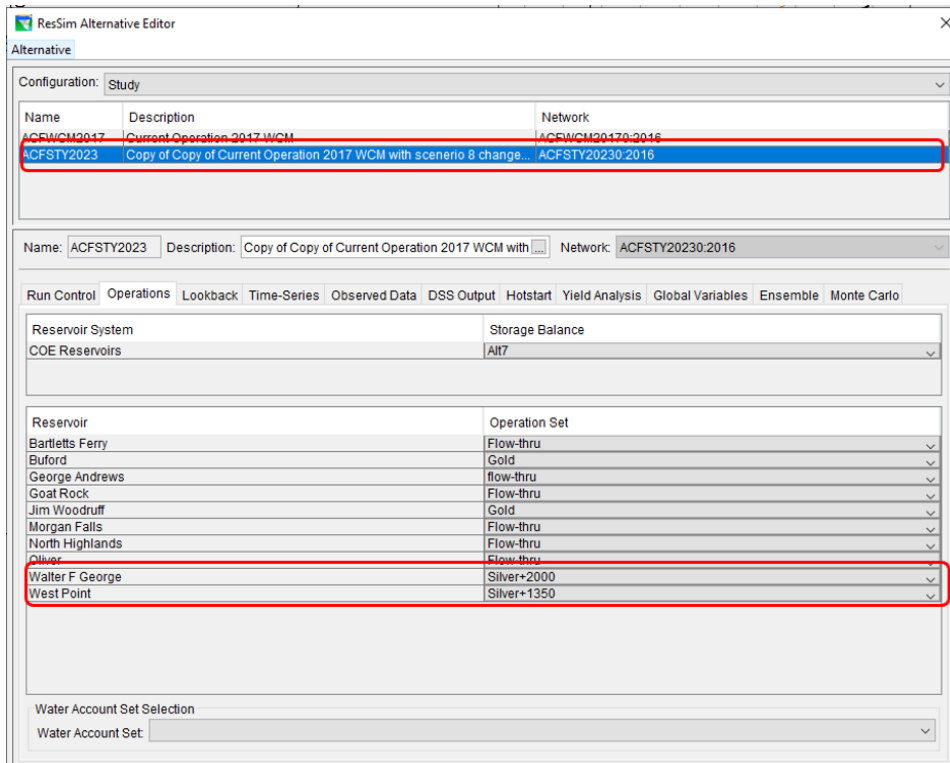 ResSim Alternative Editor
Alternative
Configuration: Study
Name Description Network
ACFWCM2017 Current Operation 2017 WCM ACFWCM20170:2016
ACFSTY2023 Copy of Copy of Current Operation 2017 WCM with scenerio 8 change... ACFSTY20230:2016
Name: ACFSTY2023 Description: Copy of Copy of Current Operation 2017 WCM with ... Network: ACFSTY20230:2016
Run Control Operations Lookback Time-Series Observed Data DSS Output Hotstart Yield Analysis Global Variables Ensemble Monte Carlo
Reservoir System Storage Balance
COE Reservoirs Alt7
Reservoir Operation Set
Bartletts Ferry Flow-thru
Buford Gold
George Andrews flow-thru
Goat Rock Flow-thru
Jim Woodruff Gold
Morgan Falls Flow-thru
North Highlands Flow-thru
Oliver Flow-thru
Walter F George Silver+2000
West Point Silver+1350
Water Account Set Selection
Water Account Set: